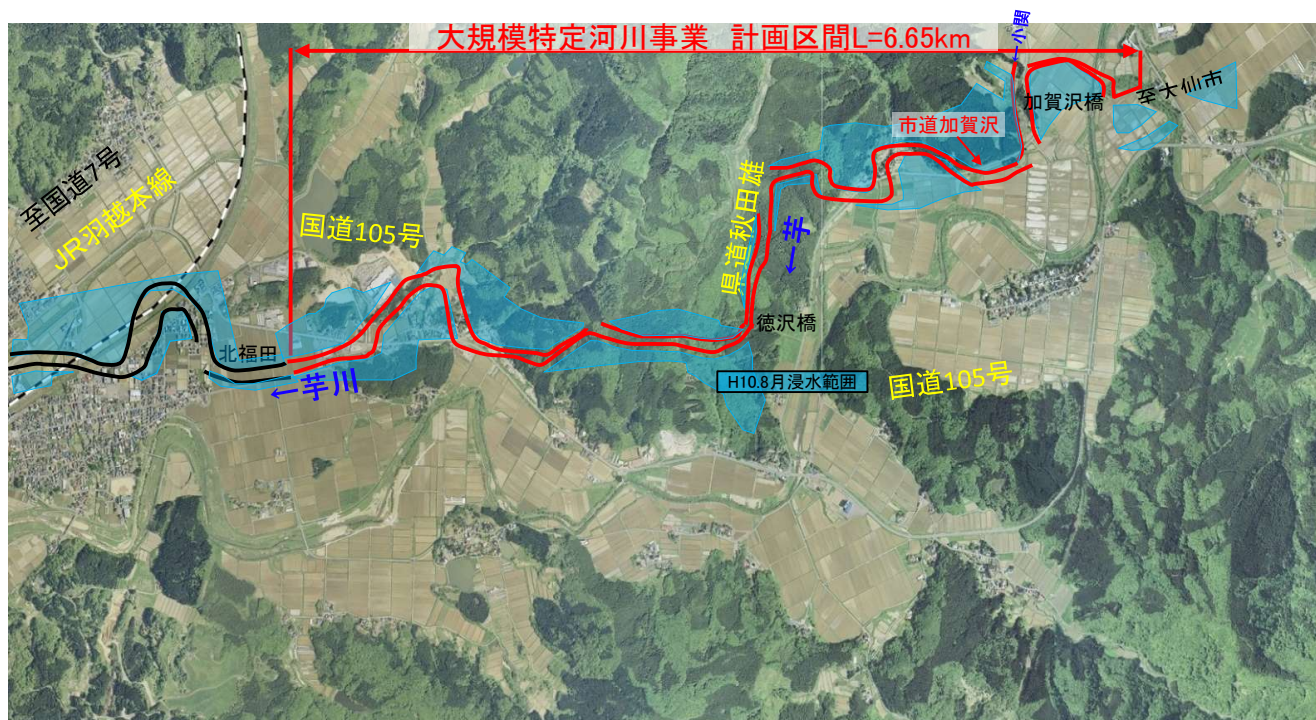 大規模特定河川事業 計画区間L=6.65km
←小関
加賀沢橋
至大仙市
市道加賀沢
至国道7号
JR羽越本線
国道105号
県道秋田雄
←芋
徳沢橋
北福田
←芋川
H10.8月浸水範囲
国道105号